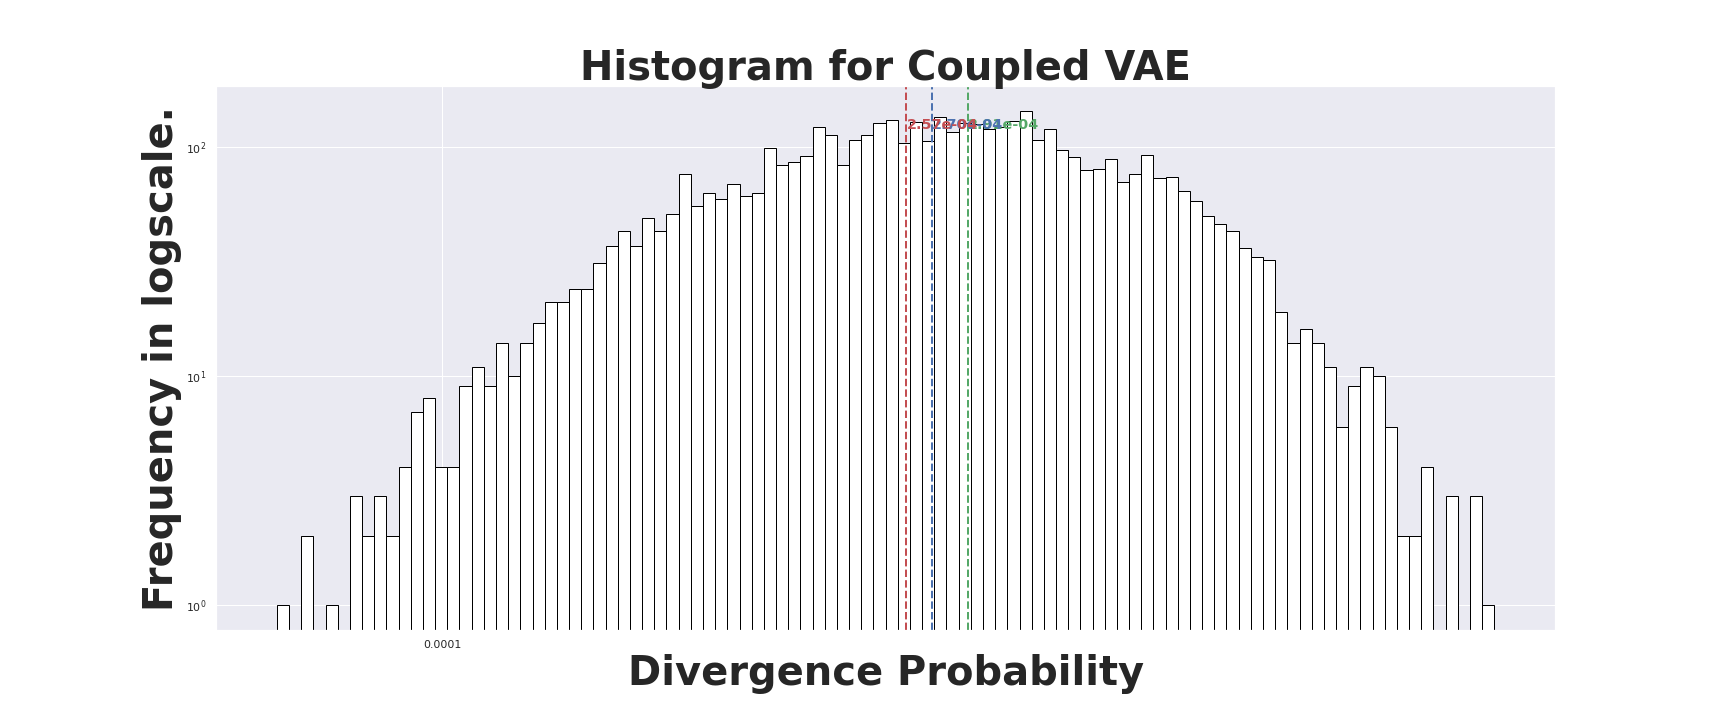 Histogram for Coupled VAE
Frequency in logscale.
10²
10¹
10⁰
0.0001
Divergence Probability